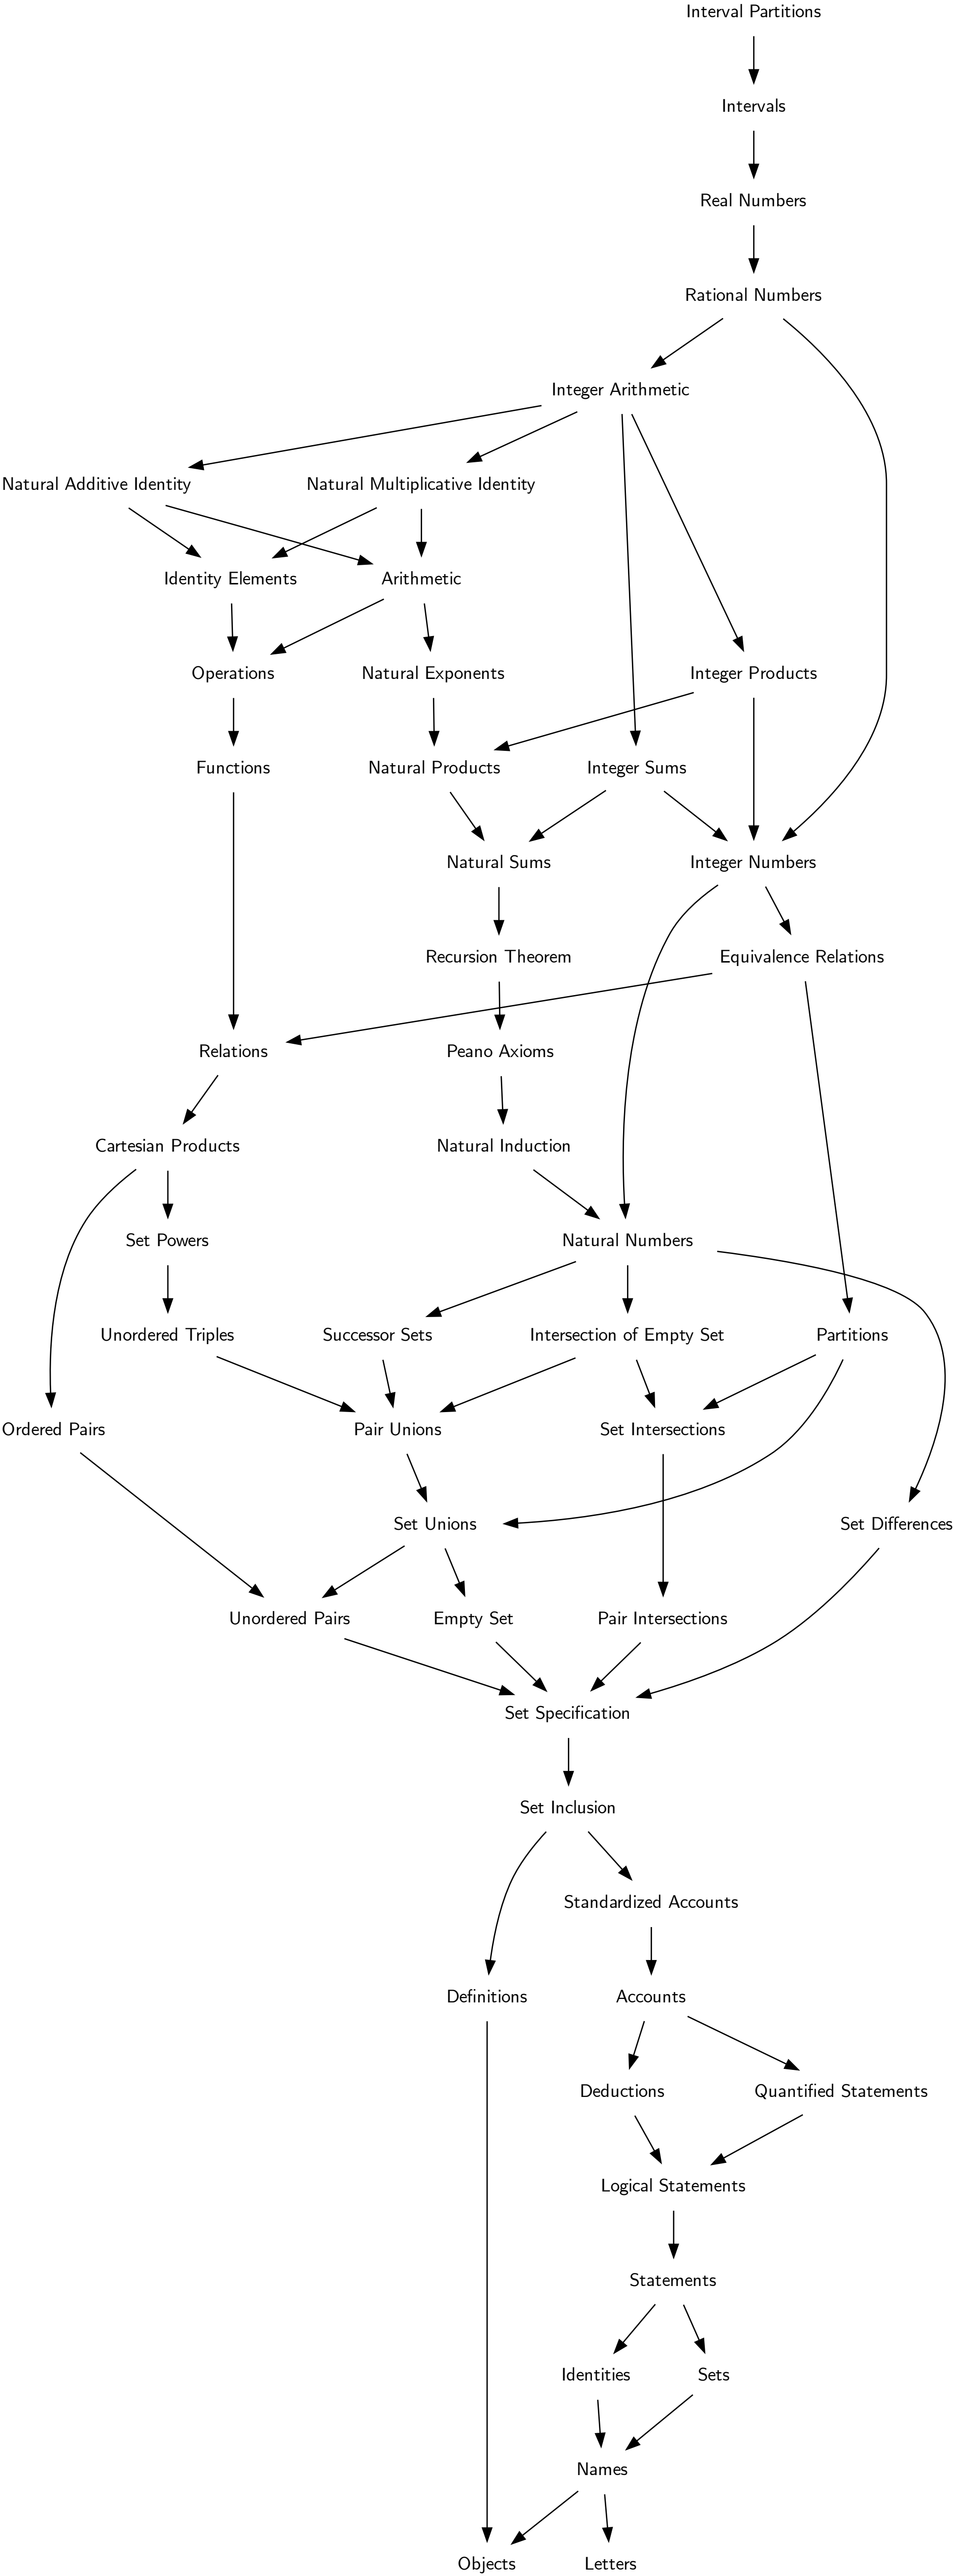 Interval Partitions
Intervals
Real Numbers
Rational Numbers
Integer Arithmetic
Natural Additive Identity
Natural Multiplicative Identity
Identity Elements
Arithmetic
Operations
Natural Exponents
Integer Products
Functions
Natural Products
Integer Sums
Natural Sums
Integer Numbers
Recursion Theorem
Equivalence Relations
Relations
Peano Axioms
Cartesian Products
Natural Induction
Set Powers
Natural Numbers
Unordered Triples
Successor Sets
Intersection of Empty Set
Partitions
Ordered Pairs
Pair Unions
Set Intersections
Set Unions
Set Differences
Unordered Pairs
Empty Set
Pair Intersections
Set Specification
Set Inclusion
Standardized Accounts
Definitions
Accounts
Deductions
Quantified Statements
Logical Statements
Statements
Identities
Sets
Names
Objects
Letters